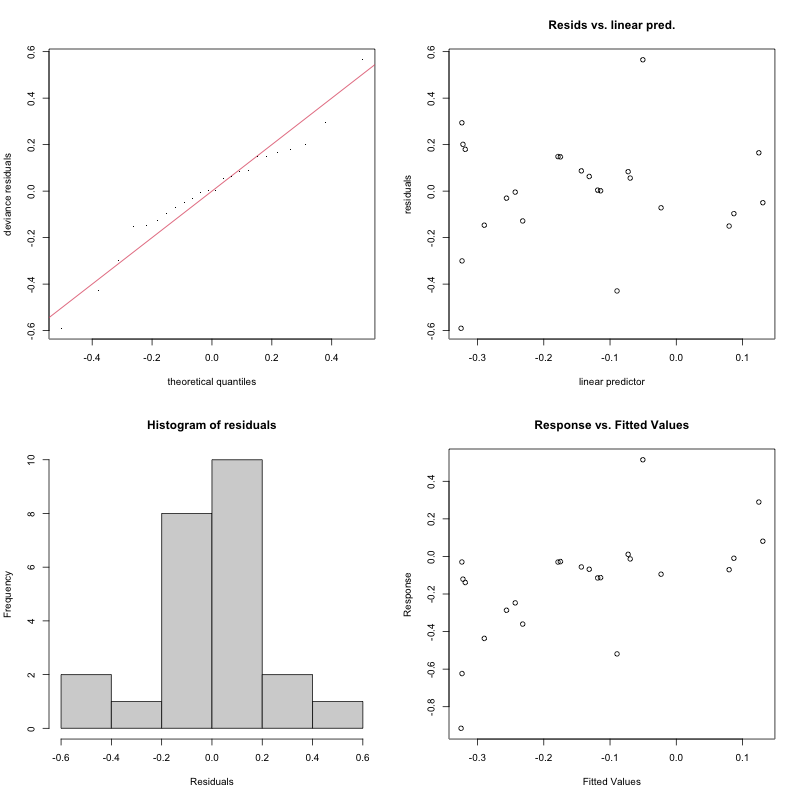 0.6
0.4
0.2
0.0
-0.2
-0.4
-0.6
deviance residuals
-0.4 -0.2 0.0 0.2 0.4
theoretical quantiles
Resids vs. linear pred.
0.6
0.4
0.2
0.0
-0.2
-0.4
-0.6
residuals
-0.3 -0.2 -0.1 0.0 0.1
linear predictor
Histogram of residuals
10
8
6
4
2
0
Frequency
-0.6 -0.4 -0.2 0.0 0.2 0.4 0.6
Residuals
Response vs. Fitted Values
0.4
0.2
0.0
-0.2
-0.4
-0.6
-0.8
Response
-0.3 -0.2 -0.1 0.0 0.1
Fitted Values